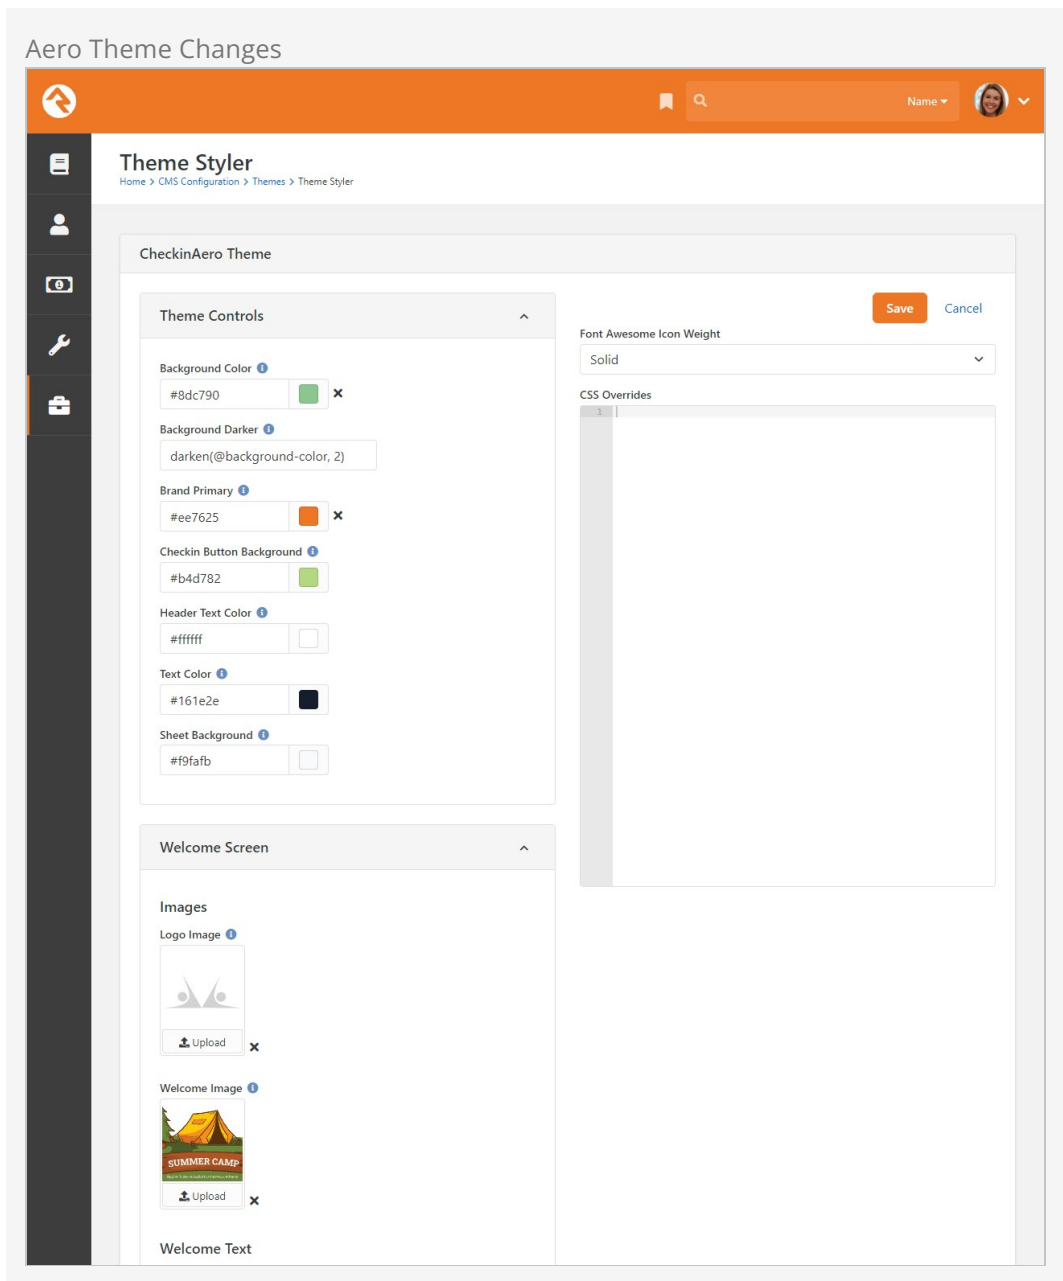 Aero Theme Changes
Name
Theme Styler
Home > CMS Configuration > Themes > Theme Styler
CheckinAero Theme
Theme Controls
Save
Cancel
Font Awesome Icon Weight
Solid
CSS Overrides
1
Background Color
#8dc790
Background Darker
darken(@background-color, 2)
Brand Primary
#ee7625
Checkin Button Background
#b4d782
Header Text Color
#ffffff
Text Color
#161e2e
Sheet Background
#f9fafb
Welcome Screen
Images
Logo Image
Upload
Welcome Image
SUMMER CAMP
Upload
Welcome Text